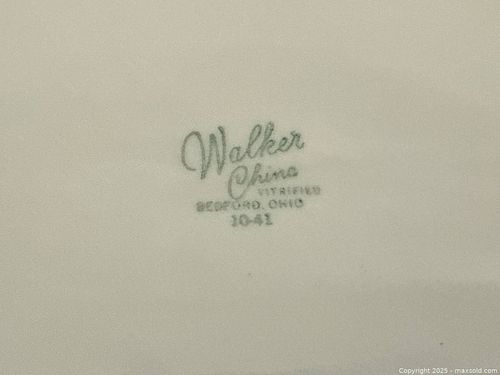 Walker
China
VITRIFIED
BEDFORD, OHIO
10-41
Copyright 2025 - maxsold.com